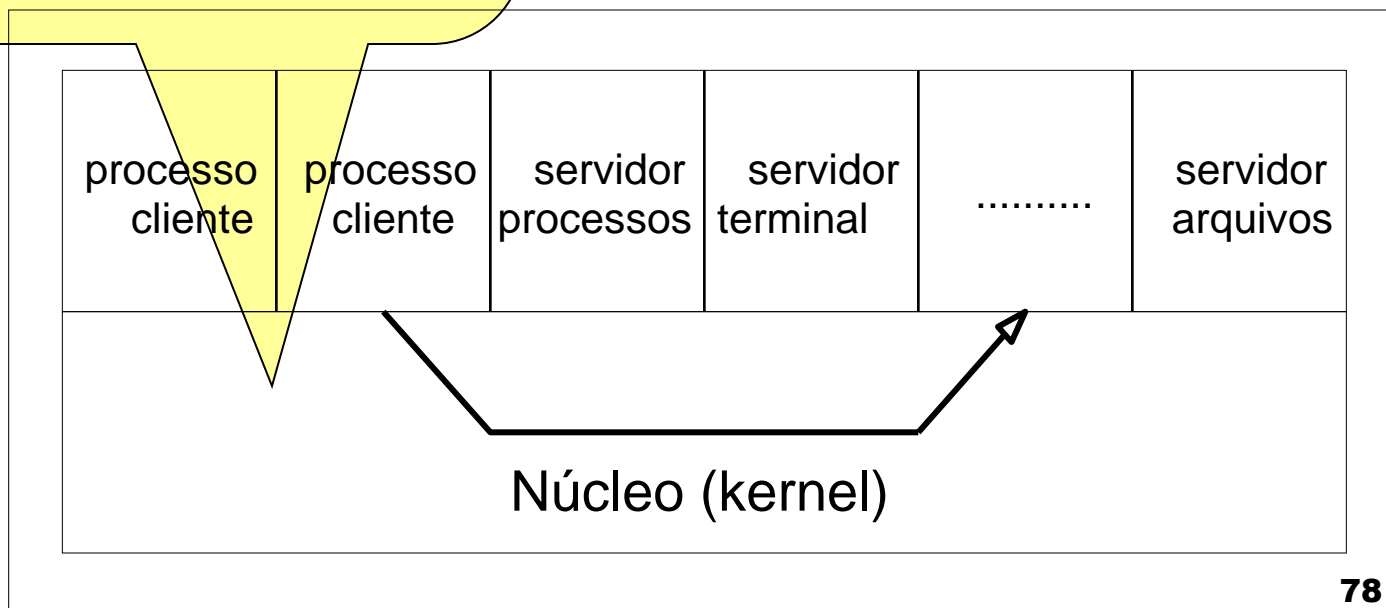 processo
cliente
processo
cliente
servidor
processos
servidor
terminal
..........
servidor
arquivos
Núcleo (kernel)
78